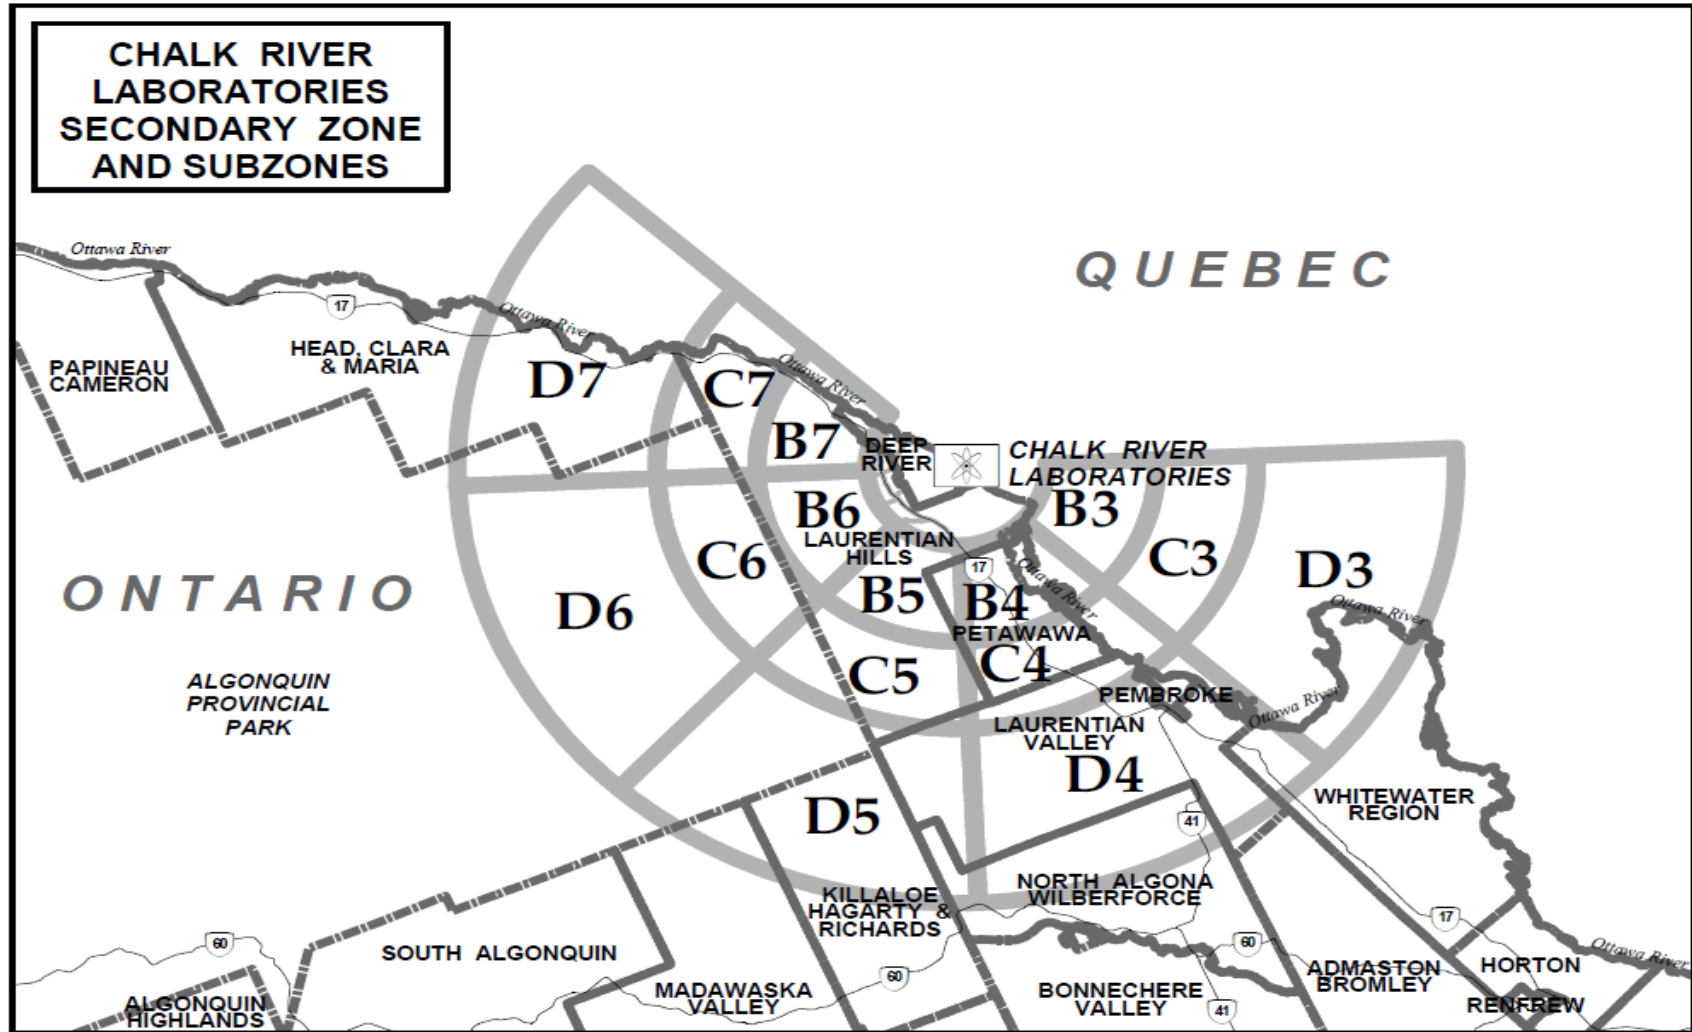 CHALK RIVER
LABORATORIES
SECONDARY ZONE
AND SUBZONES
QUEBEC
Ottawa River
17
Ottawa River
HEAD, CLARA
& MARIA
PAPINEAU
CAMERON
D7
C7
Ottawa River
B7
DEEP
RIVER
CHALK RIVER
LABORATORIES
B6
B3
LAURENTIAN
HILLS
C6
C3
D3
17
Ottawa River
ONTARIO
D6
B5
B4
Ottawa River
PETAWAWA
C5
C4
ALGONQUIN
PROVINCIAL
PARK
PEMBROKE
Ottawa River
LAURENTIAN
VALLEY
D4
D5
WHITEWATER
REGION
41
KILLALOE
HAGARTY &
RICHARDS
NORTH ALGONA
WILBERFORCE
17
60
SOUTH ALGONQUIN
60
Ottawa River
60
MADAWASKA
VALLEY
BONNECHERE
VALLEY
41
ADMASTON
BROMLEY
HORTON
RENFREW
ALGONQUIN
HIGHLANDS